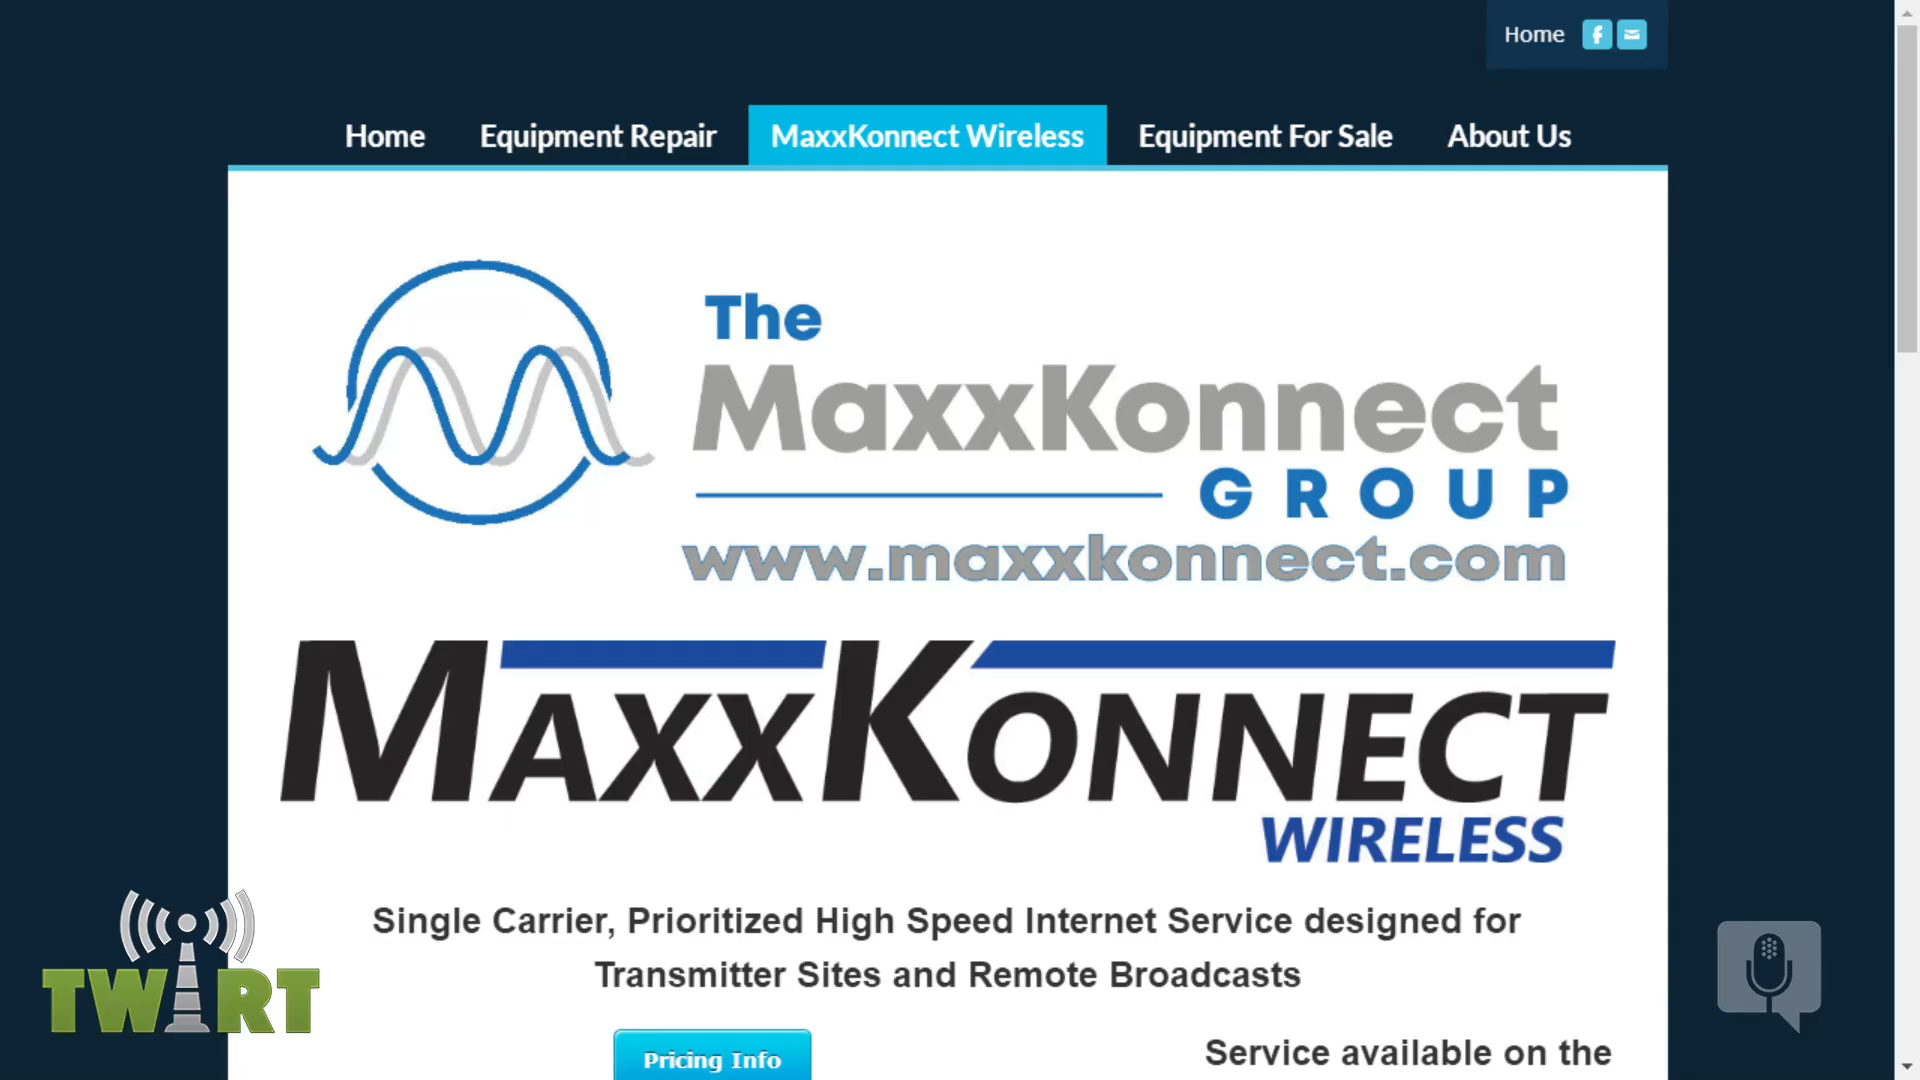 Home
Home
Equipment Repair
MaxxKonnect Wireless
Equipment For Sale
About Us
The
MaxxKonnect
GROUP
www.maxxkonnect.com
MAXXKONNECT
WIRELESS
Single Carrier, Prioritized High Speed Internet Service designed for
Transmitter Sites and Remote Broadcasts
Pricing Info
Service available on the
TWiRT